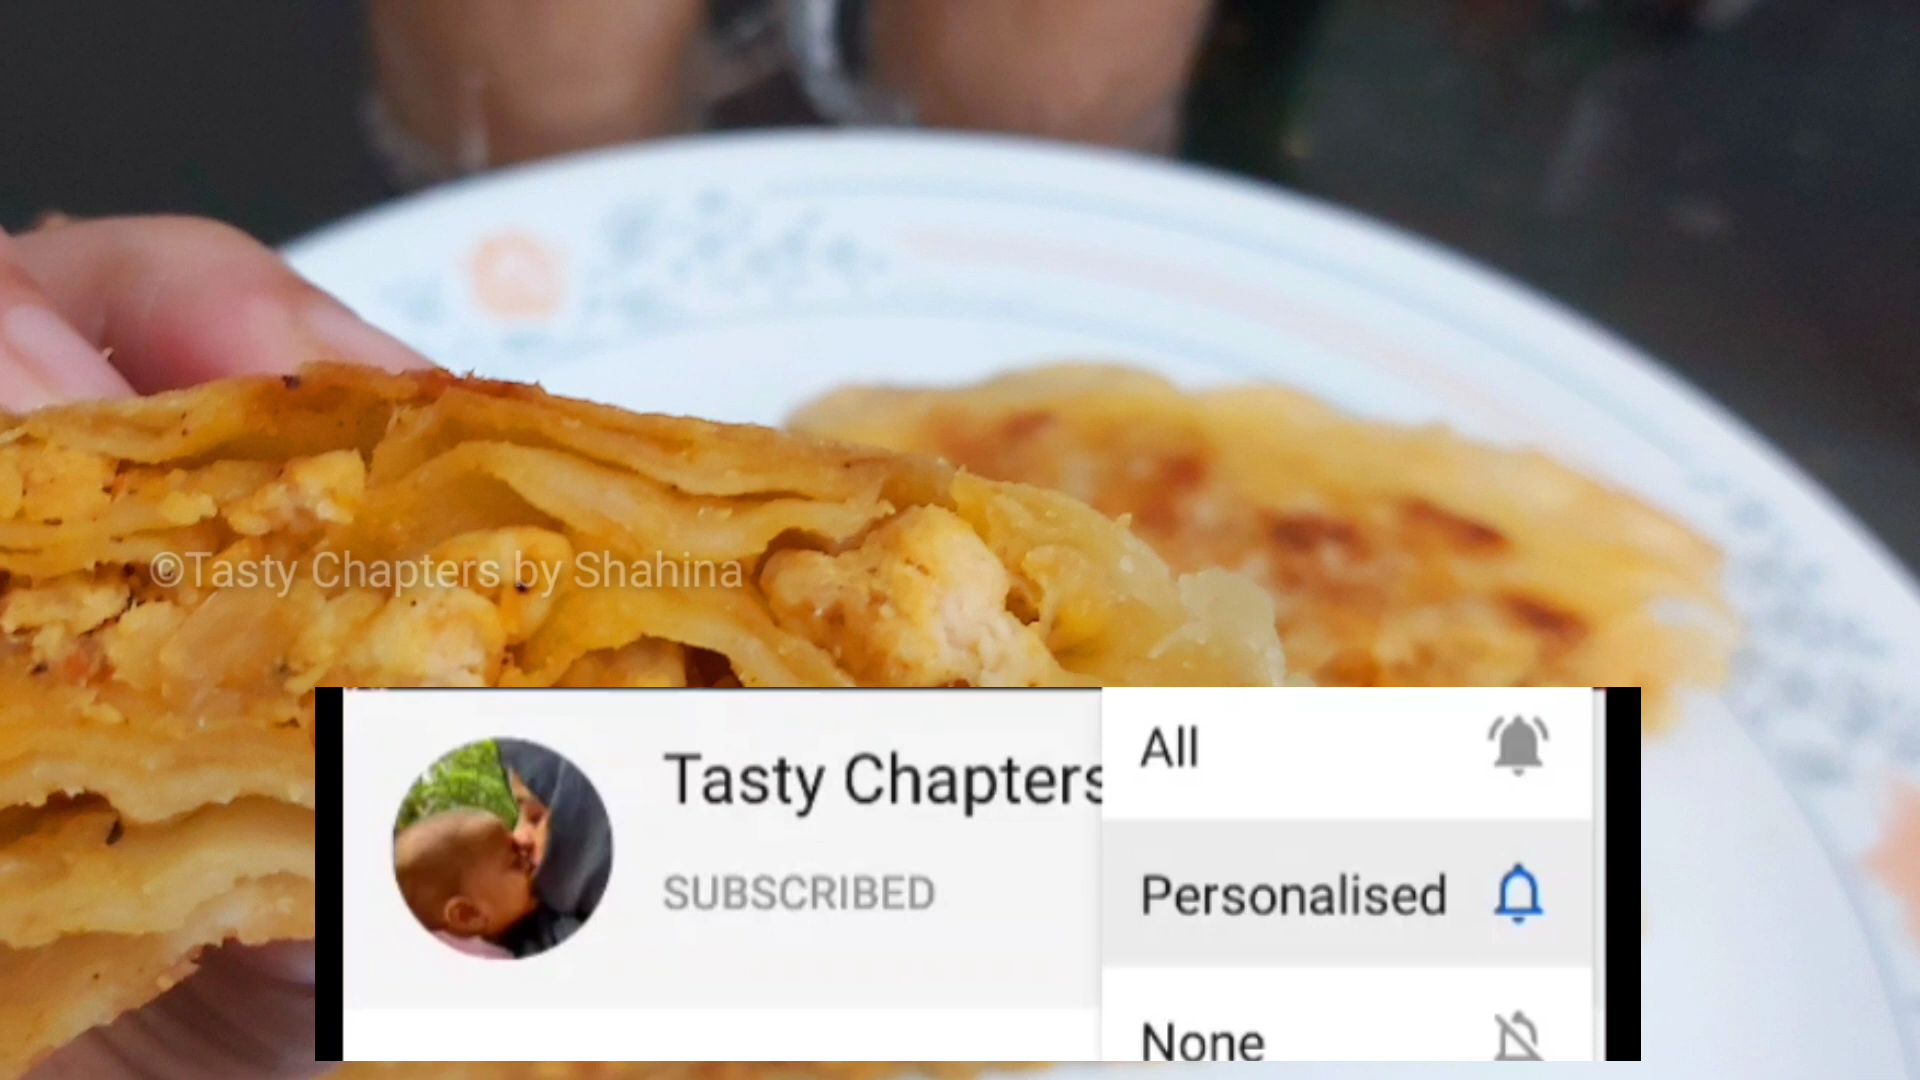 ©Tasty Chapters by Shahina
Tasty Chapters
SUBSCRIBED
All
Personalised
None